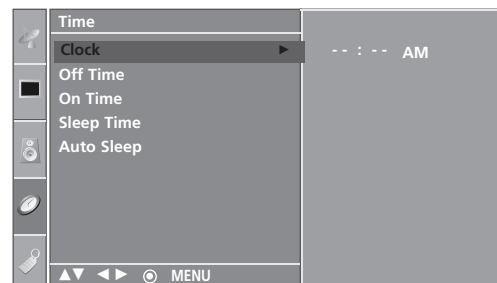 Time
Clock ► - - : - - AM
Off Time
On Time
Sleep Time
Auto Sleep
▲▼ ◄► ⦿ MENU